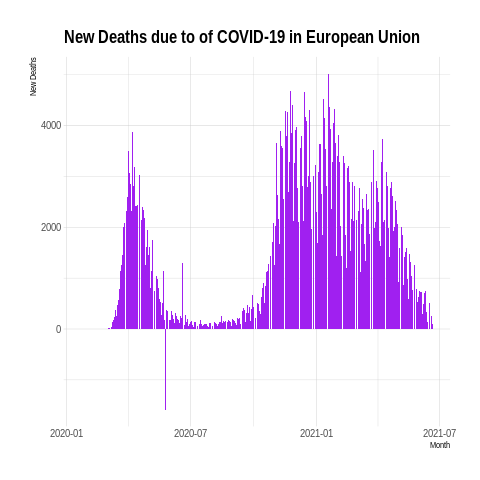 New Deaths due to of COVID-19 in European Union
New Deaths
4000
2000
0
2020-01
2020-07
2021-01
2021-07
Month